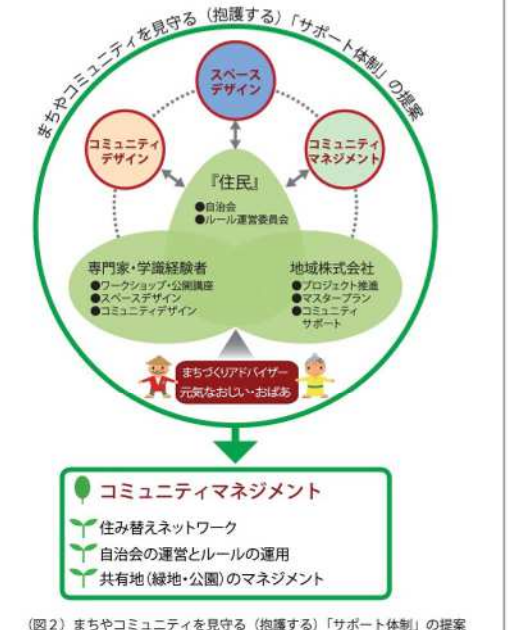 まちやコミュニティを見守る（抱護する）「サポート体制」の提案
スペース
デザイン
コミュニティ
デザイン
コミュニティ
マネジメント
『住民』
●自治会
●ルール運営委員会
専門家・学識経験者
●ワークショップ・公開講座
●スペースデザイン
●コミュニティデザイン
地域株式会社
●プロジェクト推進
●マスタープラン
●コミュニティ
サポート
まちづくりアドバイザー
元気なおじい・おばあ
コミュニティマネジメント
住み替えネットワーク
自治会の運営とルールの運用
共有地（緑地・公園）のマネジメント
（図２）まちやコミュニティを見守る（抱護する）「サポート体制」の提案